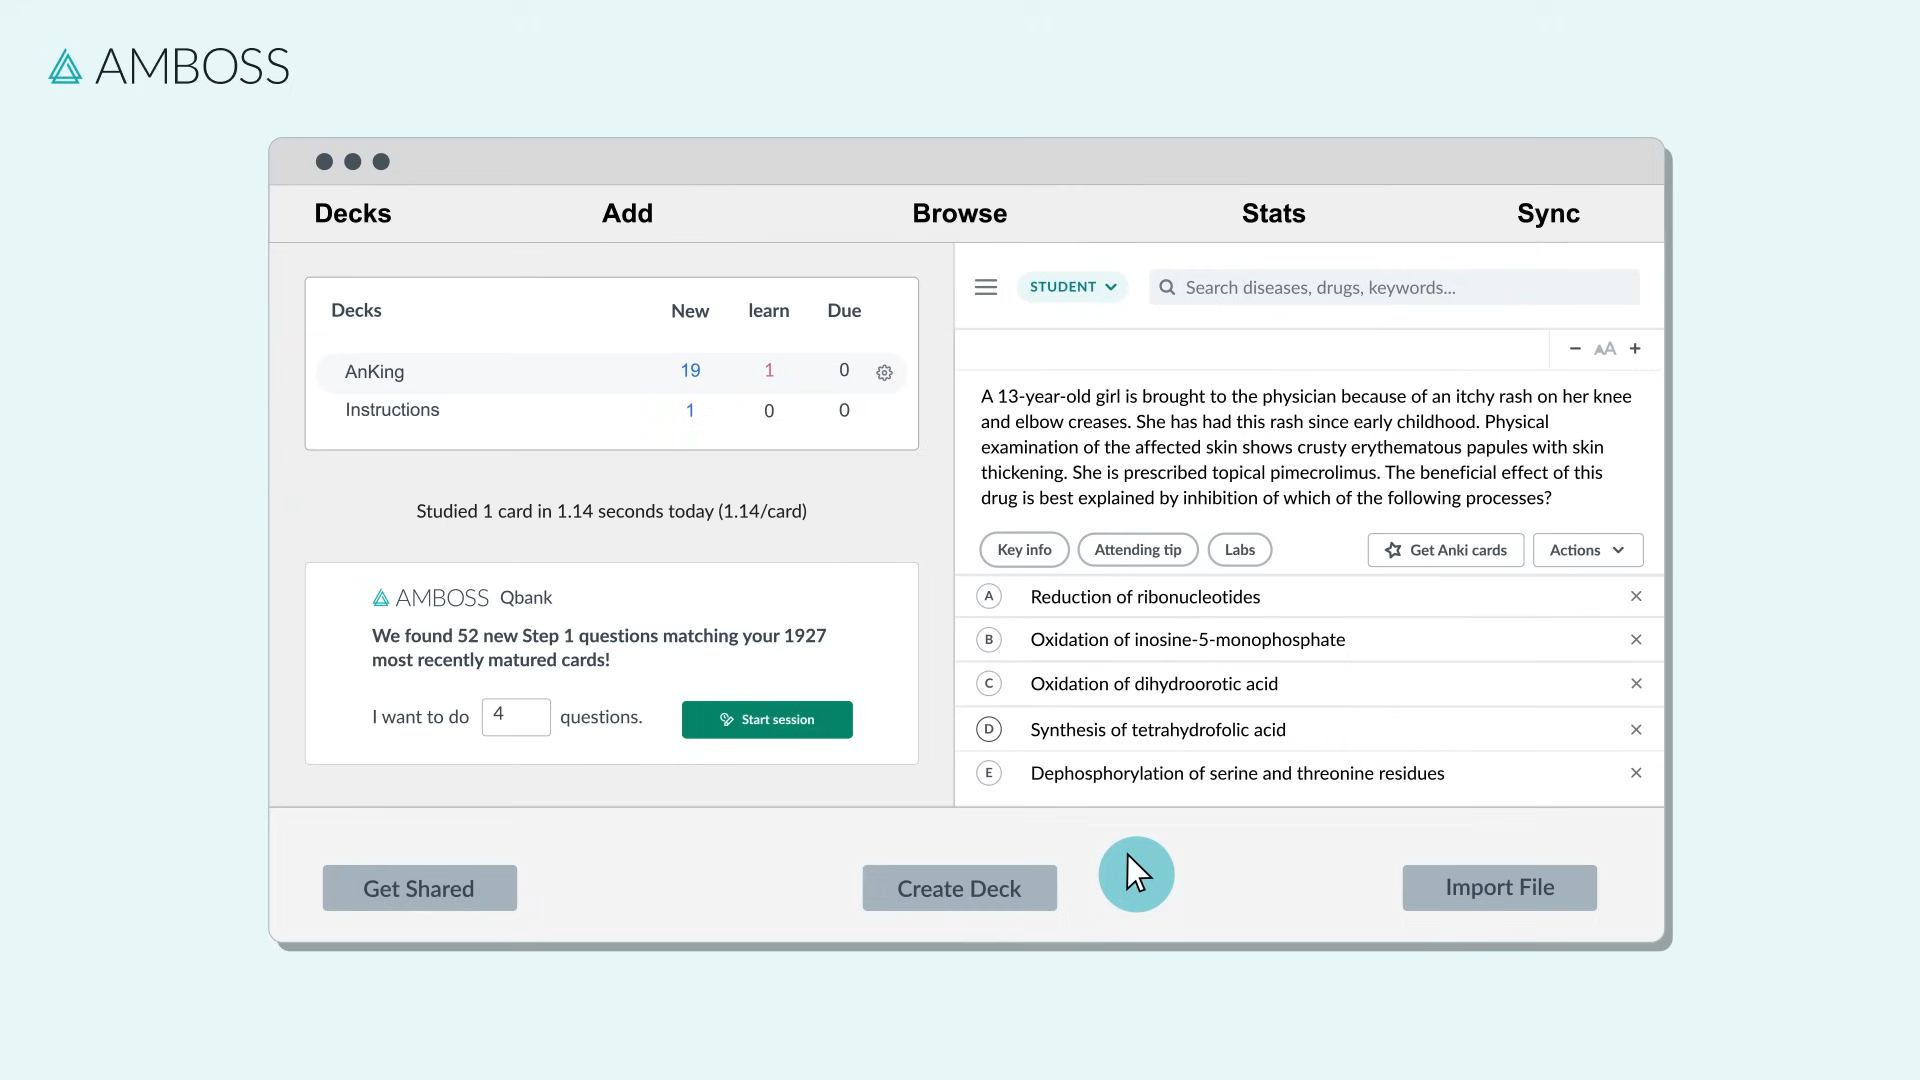 AMBOSS
Decks Add Browse Stats Sync
Decks New learn Due
AnKing 19 1 0
Instructions 1 0 0
Studied 1 card in 1.14 seconds today (1.14/card)
AMBOSS Qbank
We found 52 new Step 1 questions matching your 1927
most recently matured cards!
I want to do 4 questions. Start session
STUDENT Search diseases, drugs, keywords...
− AA +
A 13-year-old girl is brought to the physician because of an itchy rash on her knee
and elbow creases. She has had this rash since early childhood. Physical
examination of the affected skin shows crusty erythematous papules with skin
thickening. She is prescribed topical pimecrolimus. The beneficial effect of this
drug is best explained by inhibition of which of the following processes?
Key info Attending tip Labs Get Anki cards Actions
A Reduction of ribonucleotides
B Oxidation of inosine-5-monophosphate
C Oxidation of dihydroorotic acid
D Synthesis of tetrahydrofolic acid
E Dephosphorylation of serine and threonine residues
Get Shared Create Deck Import File